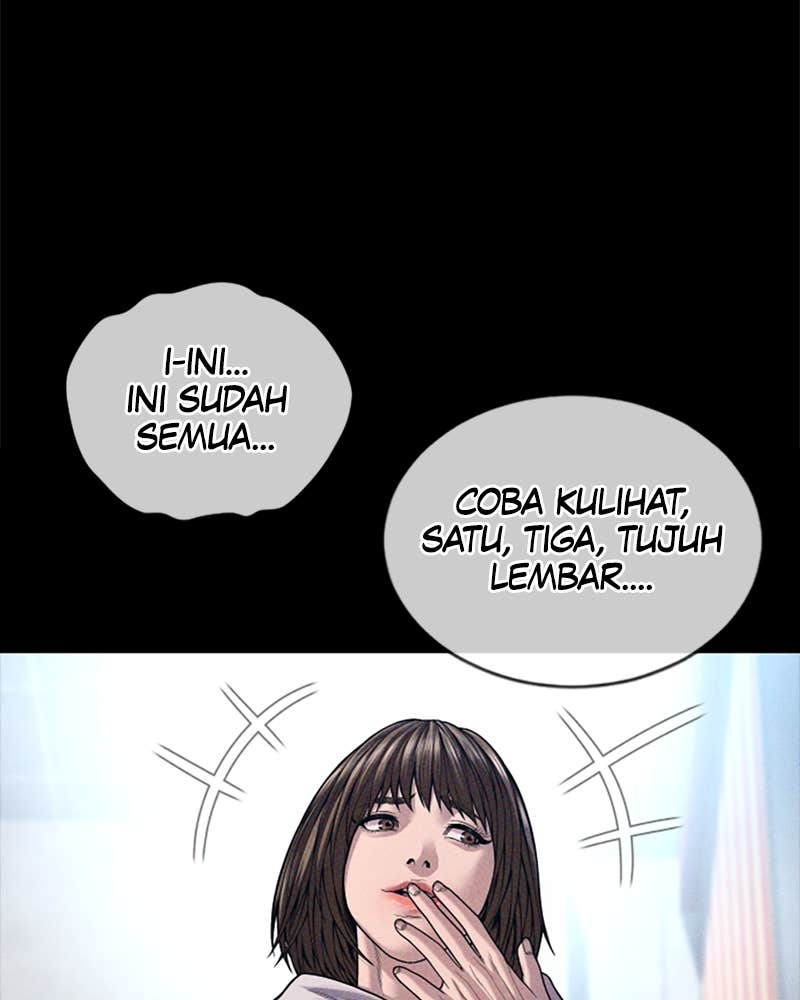 I-INI...
INI SUDAH
SEMUA...
COBA KULIHAT,
SATU, TIGA, TUJUH
LEMBAR....